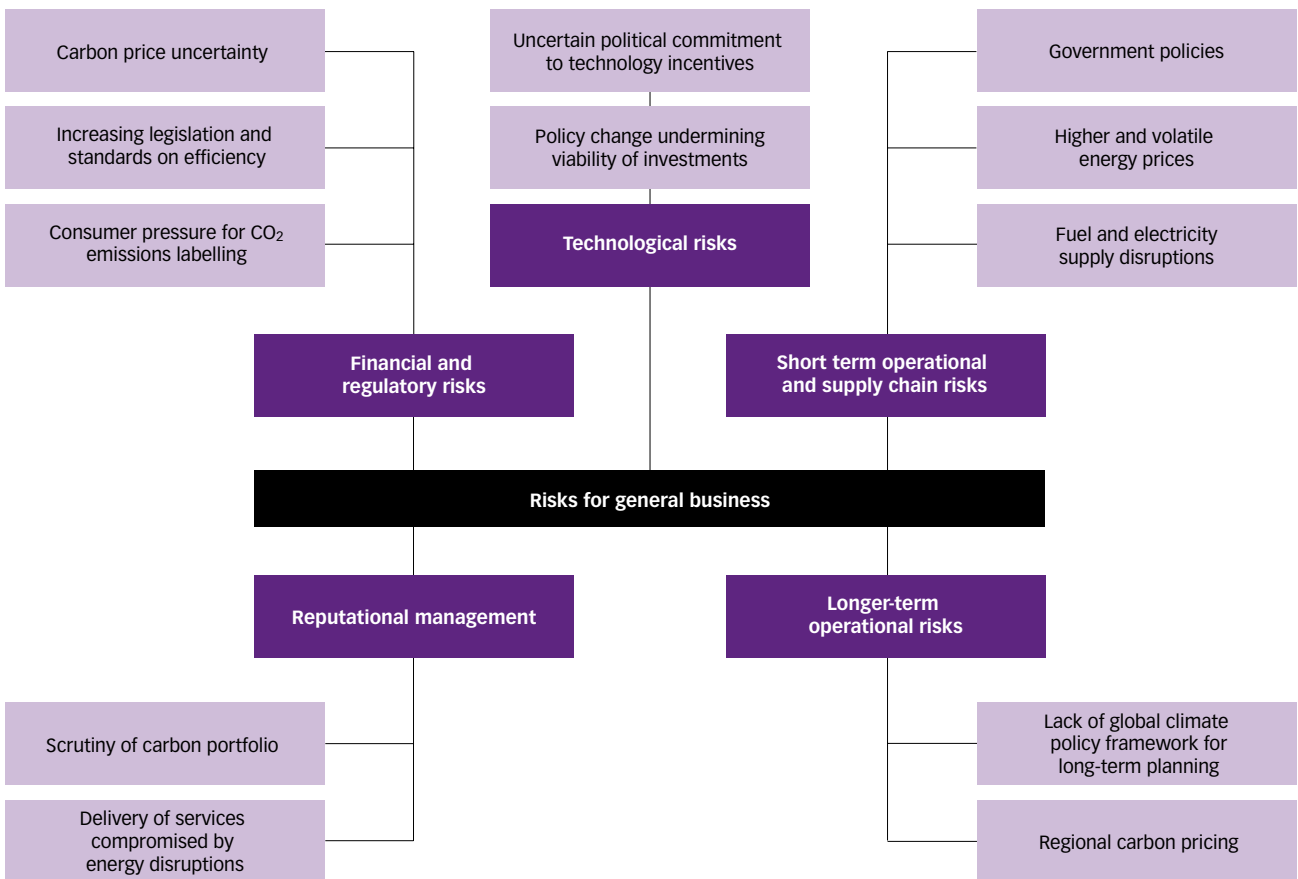 Carbon price uncertainty
Increasing legislation and
standards on efficiency
Consumer pressure for CO₂
emissions labelling
Uncertain political commitment
to technology incentives
Policy change undermining
viability of investments
Technological risks
Government policies
Higher and volatile
energy prices
Fuel and electricity
supply disruptions
Financial and
regulatory risks
Short term operational
and supply chain risks
Risks for general business
Reputational management
Longer-term
operational risks
Scrutiny of carbon portfolio
Delivery of services
compromised by
energy disruptions
Lack of global climate
policy framework for
long-term planning
Regional carbon pricing